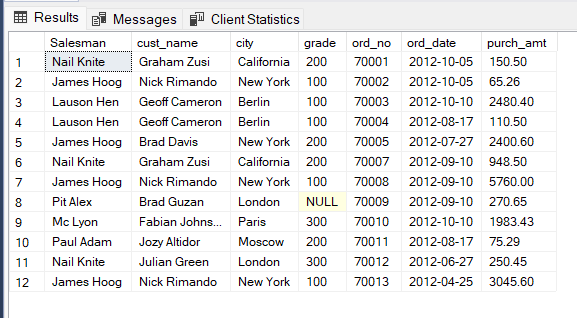 Results Messages Client Statistics
Salesman cust_name city grade ord_no ord_date purch_amt
1 Nail Knite Graham Zusi California 200 70001 2012-10-05 150.50
2 James Hoog Nick Rimando New York 100 70002 2012-10-05 65.26
3 Lauson Hen Geoff Cameron Berlin 100 70003 2012-10-10 2480.40
4 Lauson Hen Geoff Cameron Berlin 100 70004 2012-08-17 110.50
5 James Hoog Brad Davis New York 200 70005 2012-07-27 2400.60
6 Nail Knite Graham Zusi California 200 70007 2012-09-10 948.50
7 James Hoog Nick Rimando New York 100 70008 2012-09-10 5760.00
8 Pit Alex Brad Guzan London NULL 70009 2012-09-10 270.65
9 Mc Lyon Fabian Johns... Paris 300 70010 2012-10-10 1983.43
10 Paul Adam Jozy Altidor Moscow 200 70011 2012-08-17 75.29
11 Nail Knite Julian Green London 300 70012 2012-06-27 250.45
12 James Hoog Nick Rimando New York 100 70013 2012-04-25 3045.60